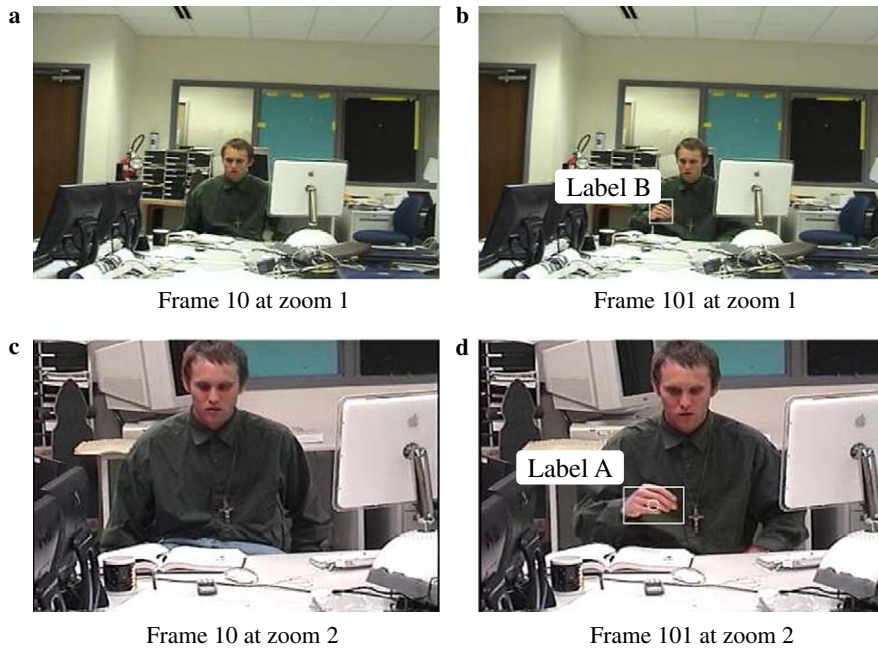 a
b
Label B
Frame 10 at zoom 1
Frame 101 at zoom 1
c
d
Label A
Frame 10 at zoom 2
Frame 101 at zoom 2